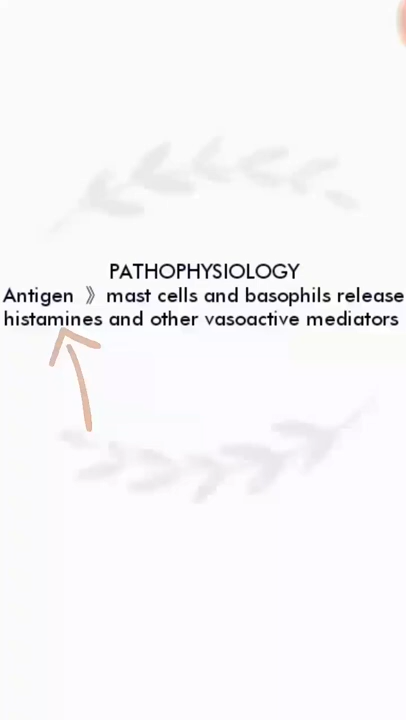 PATHOPHYSIOLOGY
Antigen 》 mast cells and basophils release
histamines and other vasoactive mediators